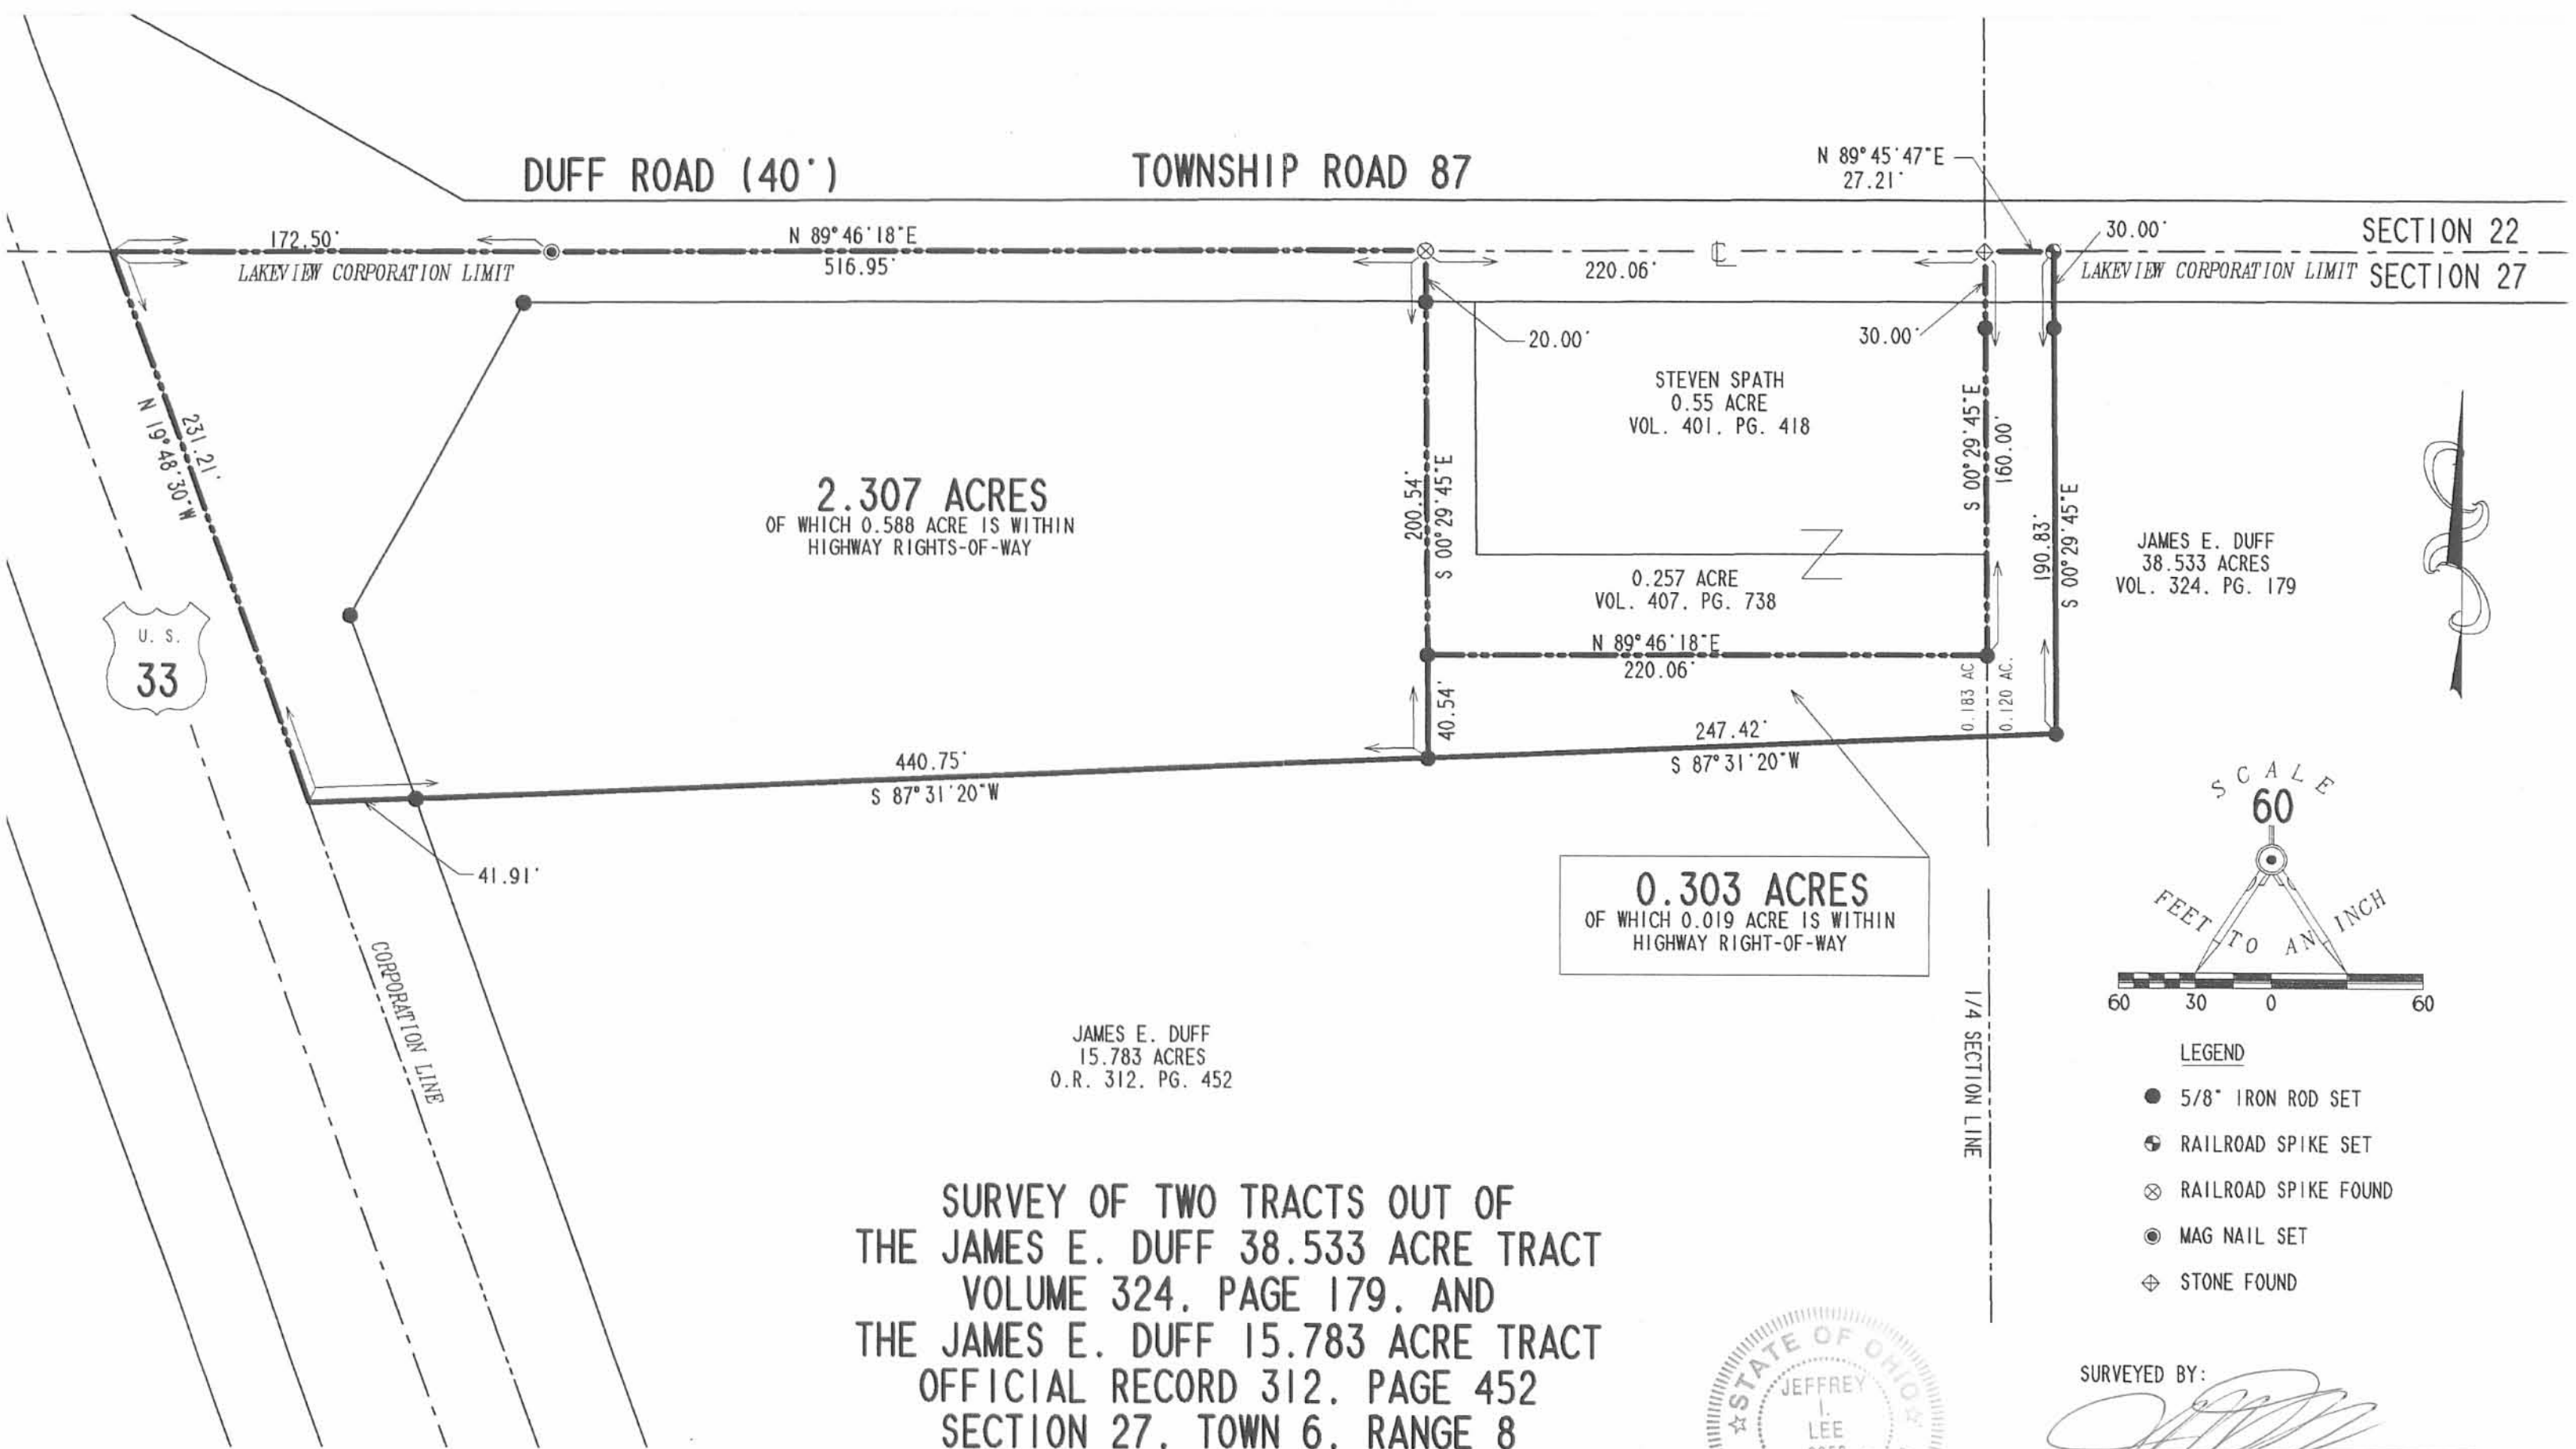 DUFF ROAD (40')
TOWNSHIP ROAD 87
N 89°45'47"E
27.21'
172.50'
N 89°46'18"E
516.95'
LAKEVIEW CORPORATION LIMIT
220.06'
℄
30.00'
SECTION 22
LAKEVIEW CORPORATION LIMIT
SECTION 27
20.00'
30.00'
231.21'
N 19°48'30"W
STEVEN SPATH
0.55 ACRE
VOL. 401, PG. 418
2.307 ACRES
OF WHICH 0.588 ACRE IS WITHIN
HIGHWAY RIGHTS-OF-WAY
200.54'
S 00°29'45"E
S 00°29'45"E
160.00'
190.83'
S 00°29'45"E
JAMES E. DUFF
38.533 ACRES
VOL. 324, PG. 179
0.257 ACRE
VOL. 407, PG. 738
U. S.
33
N 89°46'18"E
220.06'
40.54'
0.183 AC
0.120 AC.
440.75'
S 87°31'20"W
247.42'
S 87°31'20"W
41.91'
CORPORATION LINE
0.303 ACRES
OF WHICH 0.019 ACRE IS WITHIN
HIGHWAY RIGHT-OF-WAY
SCALE
60
FEET TO AN INCH
60 30 0 60
1/4 SECTION LINE
JAMES E. DUFF
15.783 ACRES
O.R. 312, PG. 452
LEGEND
5/8" IRON ROD SET
RAILROAD SPIKE SET
RAILROAD SPIKE FOUND
MAG NAIL SET
STONE FOUND
SURVEY OF TWO TRACTS OUT OF
THE JAMES E. DUFF 38.533 ACRE TRACT
VOLUME 324, PAGE 179, AND
THE JAMES E. DUFF 15.783 ACRE TRACT
OFFICIAL RECORD 312, PAGE 452
SECTION 27, TOWN 6, RANGE 8
STATE OF OHIO
JEFFREY
I.
LEE
SURVEYED BY: